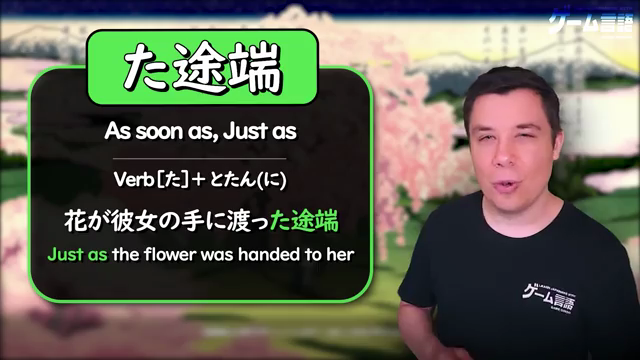 ゲーム言語
た途端
As soon as, Just as
Verb［た］＋とたん(に)
花が彼女の手に渡った途端
Just as the flower was handed to her
ゲーム言語